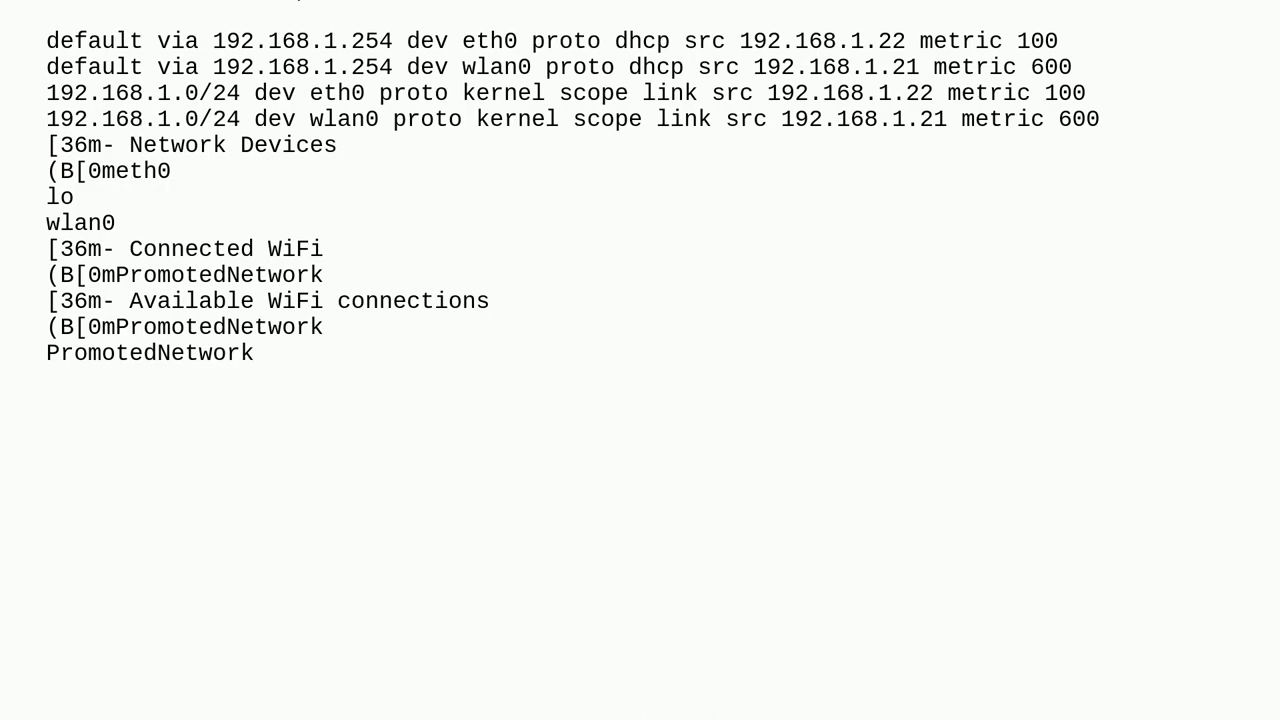 default via 192.168.1.254 dev eth0 proto dhcp src 192.168.1.22 metric 100
default via 192.168.1.254 dev wlan0 proto dhcp src 192.168.1.21 metric 600
192.168.1.0/24 dev eth0 proto kernel scope link src 192.168.1.22 metric 100
192.168.1.0/24 dev wlan0 proto kernel scope link src 192.168.1.21 metric 600
[36m- Network Devices
(B[0meth0
lo
wlan0
[36m- Connected WiFi
(B[0mPromotedNetwork
[36m- Available WiFi connections
(B[0mPromotedNetwork
PromotedNetwork